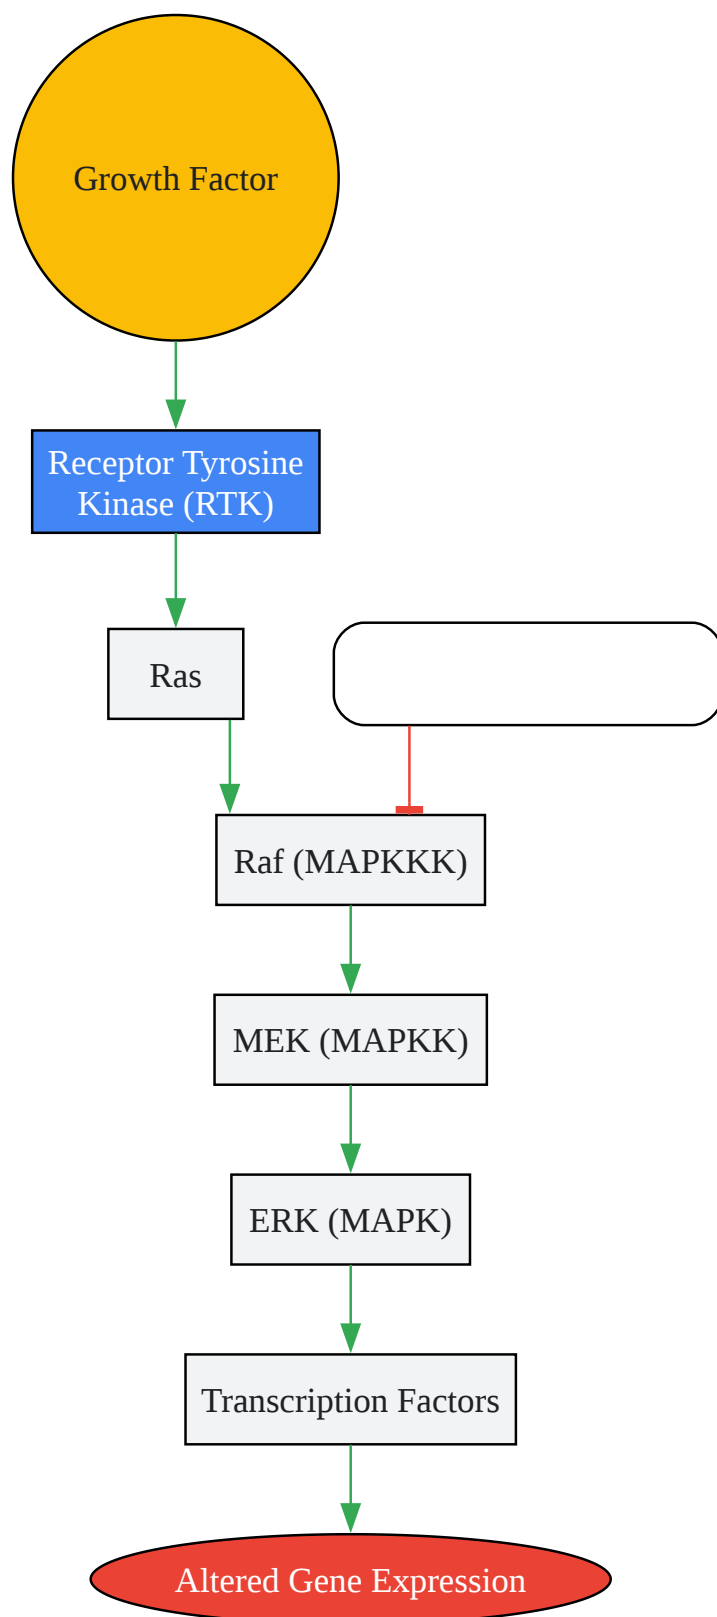 Growth Factor
Receptor Tyrosine
Kinase (RTK)
Ras
Raf (MAPKKK)
MEK (MAPKK)
ERK (MAPK)
Transcription Factors
Altered Gene Expression